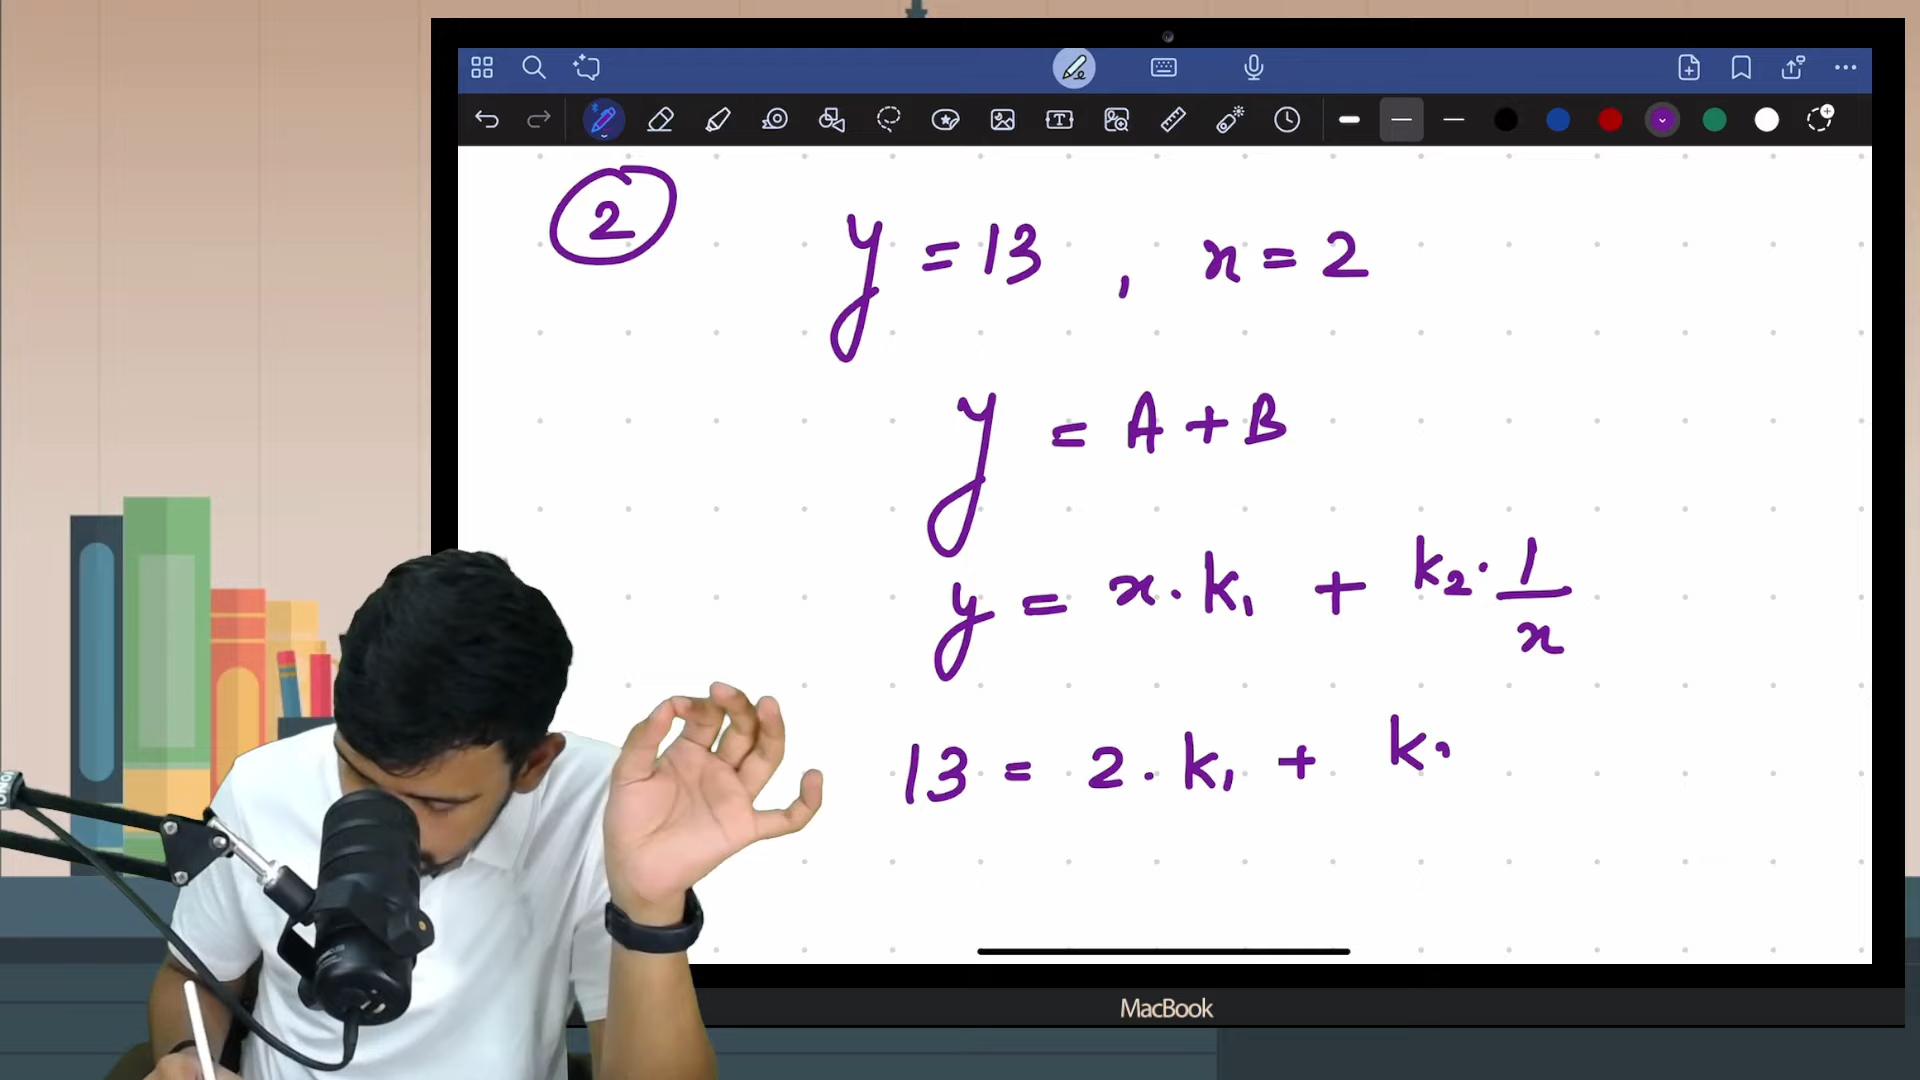 2
y = 13 , x = 2
y = A + B
y = x . k₁ + k₂ . 1/x
13 = 2 . k₁ + k
MacBook